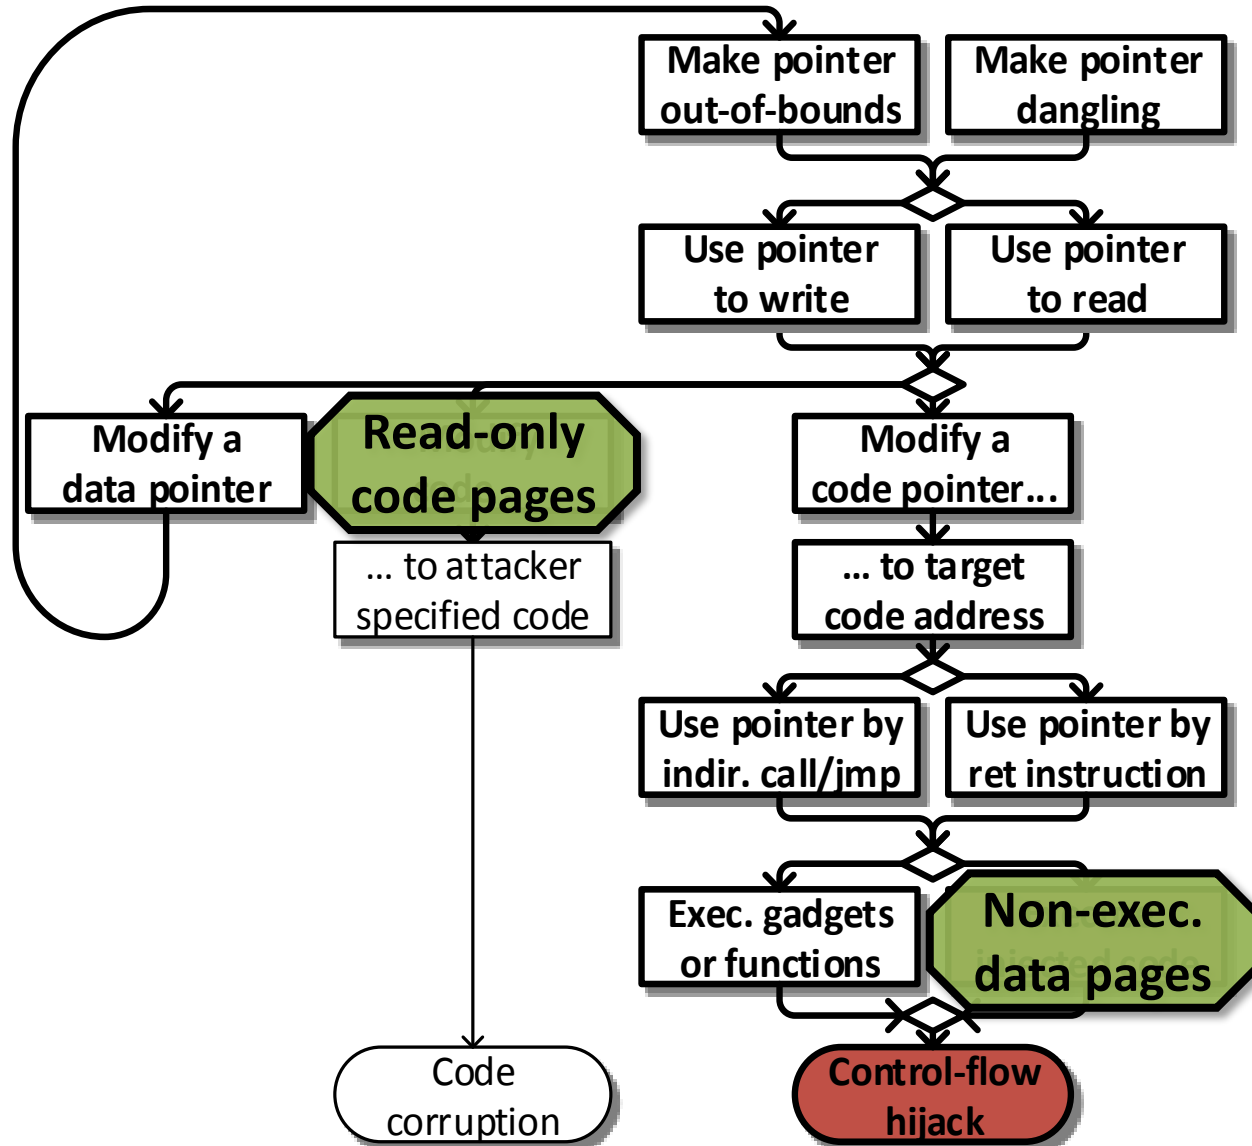 Make pointer
out-of-bounds
Make pointer
dangling
Use pointer
to write
Use pointer
to read
Modify a
data pointer
Read-only
code pages
Modify a
code pointer...
... to attacker
specified code
... to target
code address
Use pointer by
indir. call/jmp
Use pointer by
ret instruction
Exec. gadgets
or functions
Non-exec.
data pages
Code
corruption
Control-flow
hijack